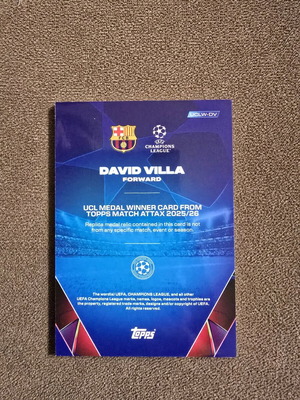 UCLW-DV
FCB
CHAMPIONS
LEAGUE
DAVID VILLA
FORWARD
UCL MEDAL WINNER CARD FROM
TOPPS MATCH ATTAX 2025/26
Replica medal relic contained in this card is not
from any specific match, event or season.
The words UEFA, CHAMPIONS LEAGUE, and all other
UEFA Champions League marks, names, logos, mascots and trophies are
the property, registered trade marks, designs and/or copyright of UEFA.
All rights reserved.
topps